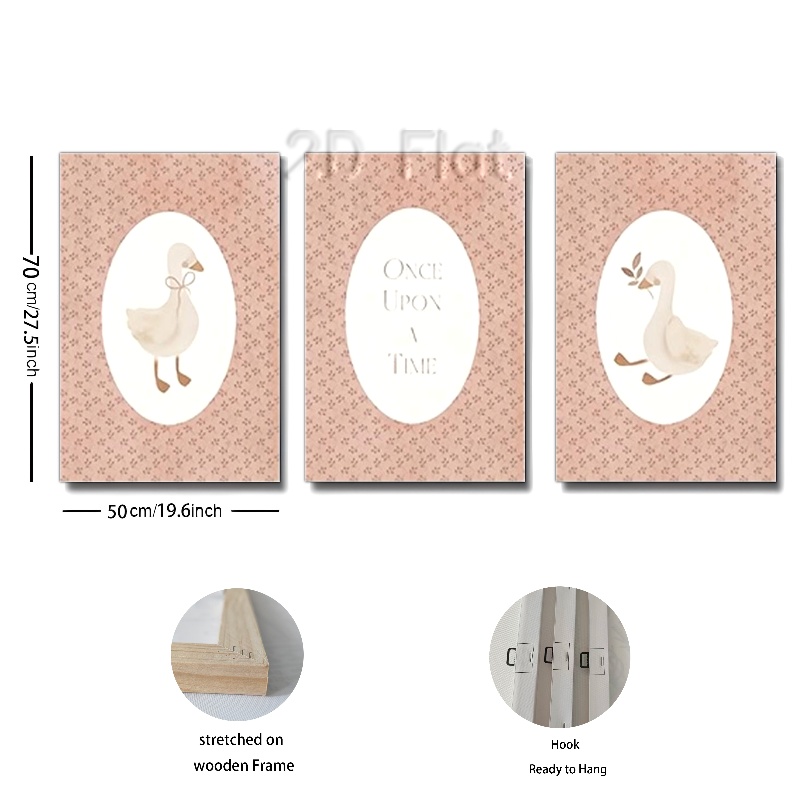 2D Flat
70 cm/27.5inch
ONCE
UPON
A
TIME
50cm/19.6inch
stretched on
wooden Frame
Hook
Ready to Hang